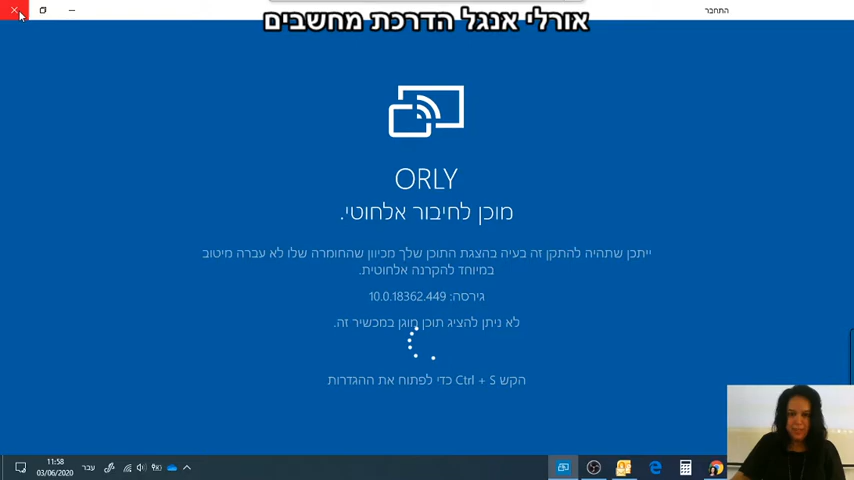 התחבר
אורלי אנגל הדרכת מחשבים
ORLY
מוכן לחיבור אלחוטי.
ייתכן שתהיה להתקן זה בעיה בהצגת התוכן שלך מכיוון שהחומרה שלו לא עברה מיטוב
במיוחד להקרנה אלחוטית.
גירסה: 10.0.18362.449
לא ניתן להציג תוכן מוגן במכשיר זה.
הקש Ctrl + S כדי לפתוח את ההגדרות
עבר
11:58
03/06/2020